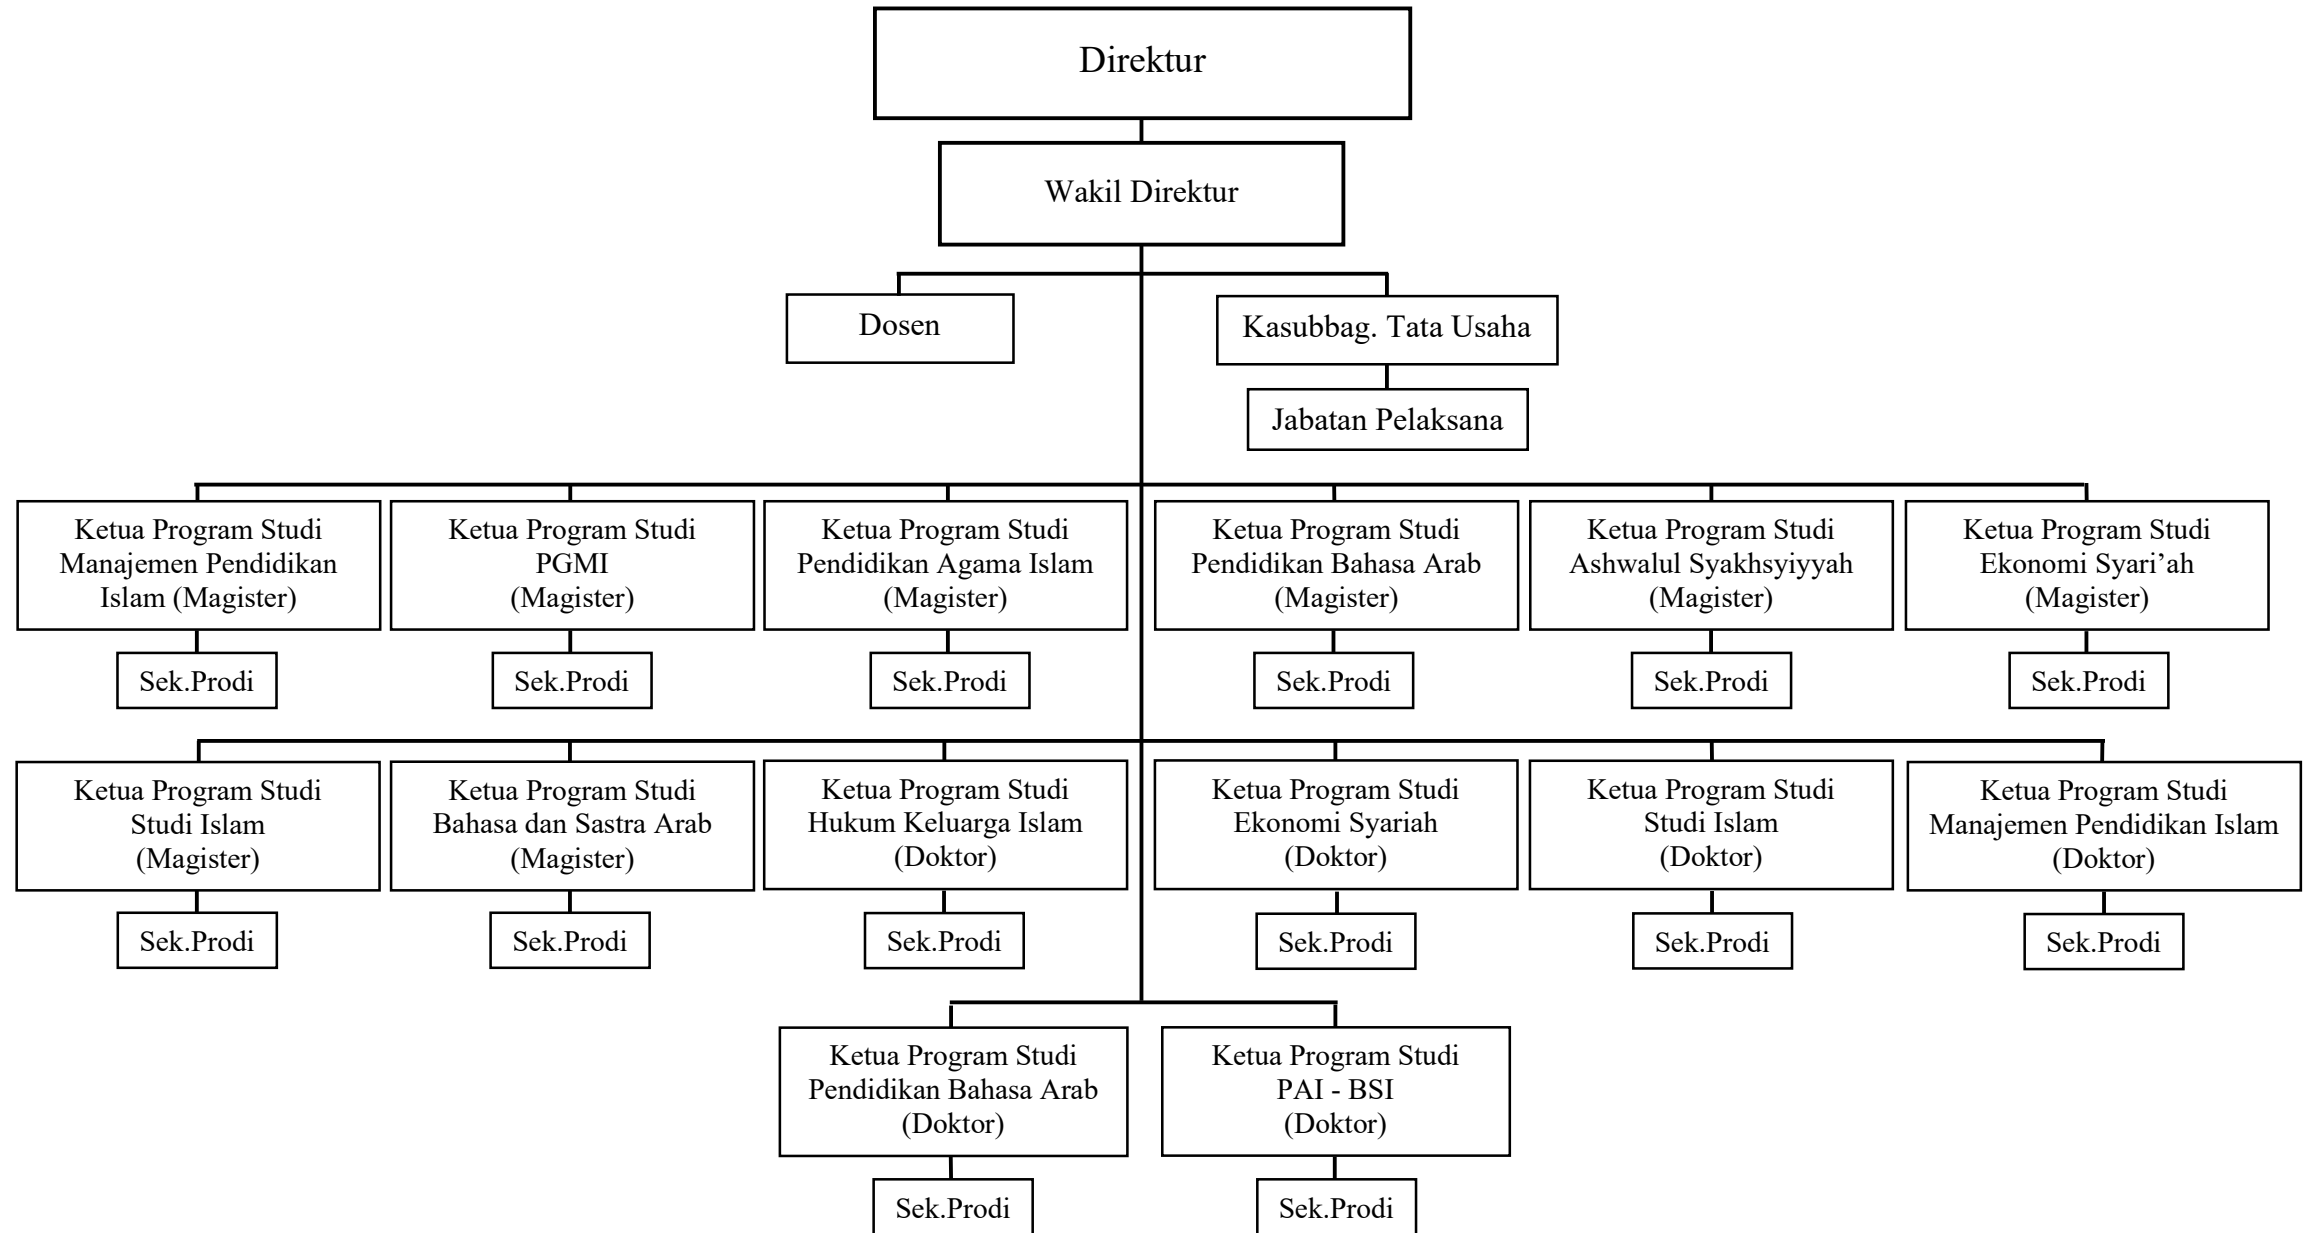 Direktur
Wakil Direktur
Dosen
Kasubbag. Tata Usaha
Jabatan Pelaksana
Ketua Program Studi
Manajemen Pendidikan
Islam (Magister)
Ketua Program Studi
PGMI
(Magister)
Ketua Program Studi
Pendidikan Agama Islam
(Magister)
Ketua Program Studi
Pendidikan Bahasa Arab
(Magister)
Ketua Program Studi
Ashwalul Syakhsyiyyah
(Magister)
Ketua Program Studi
Ekonomi Syari’ah
(Magister)
Sek.Prodi
Sek.Prodi
Sek.Prodi
Sek.Prodi
Sek.Prodi
Sek.Prodi
Ketua Program Studi
Studi Islam
(Magister)
Ketua Program Studi
Bahasa dan Sastra Arab
(Magister)
Ketua Program Studi
Hukum Keluarga Islam
(Doktor)
Ketua Program Studi
Ekonomi Syariah
(Doktor)
Ketua Program Studi
Studi Islam
(Doktor)
Ketua Program Studi
Manajemen Pendidikan Islam
(Doktor)
Sek.Prodi
Sek.Prodi
Sek.Prodi
Sek.Prodi
Sek.Prodi
Sek.Prodi
Ketua Program Studi
Pendidikan Bahasa Arab
(Doktor)
Ketua Program Studi
PAI - BSI
(Doktor)
Sek.Prodi
Sek.Prodi